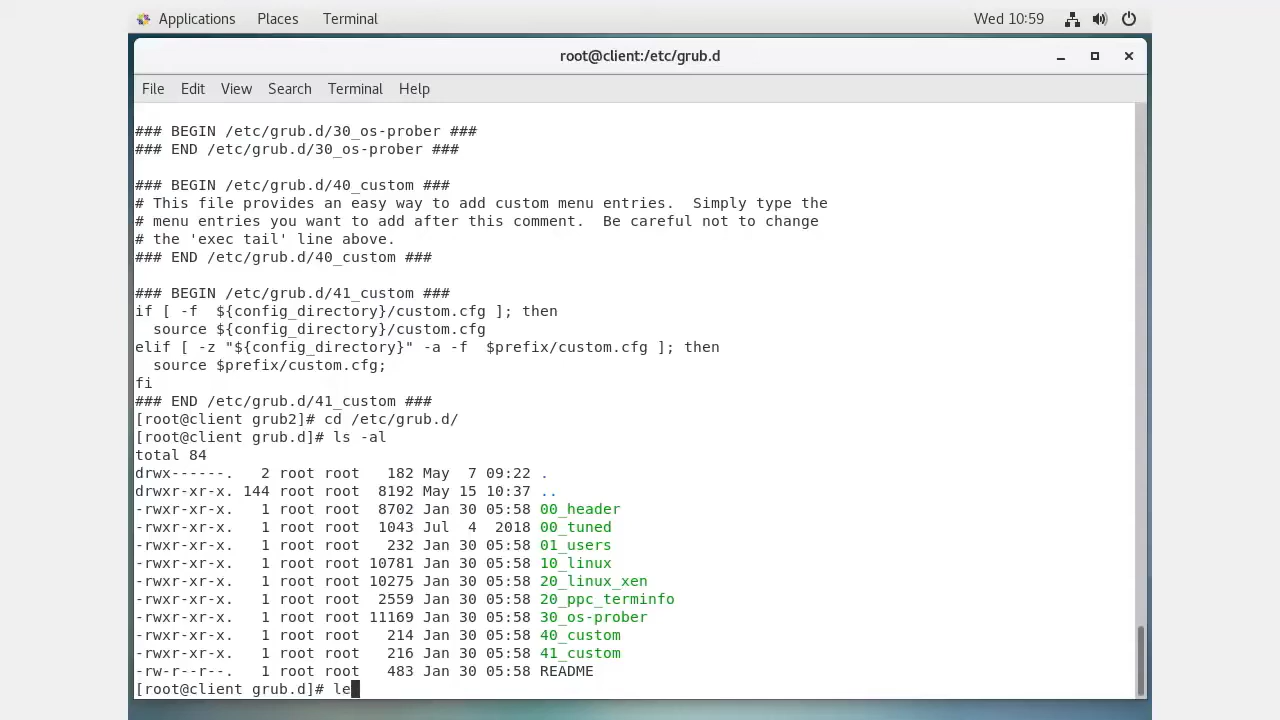 Applications Places Terminal Wed 10:59
root@client:/etc/grub.d
File Edit View Search Terminal Help
### BEGIN /etc/grub.d/30_os-prober ###
### END /etc/grub.d/30_os-prober ###
### BEGIN /etc/grub.d/40_custom ###
# This file provides an easy way to add custom menu entries.  Simply type the
# menu entries you want to add after this comment.  Be careful not to change
# the 'exec tail' line above.
### END /etc/grub.d/40_custom ###
### BEGIN /etc/grub.d/41_custom ###
if [ -f  ${config_directory}/custom.cfg ]; then
  source ${config_directory}/custom.cfg
elif [ -z "${config_directory}" -a -f  $prefix/custom.cfg ]; then
  source $prefix/custom.cfg;
fi
### END /etc/grub.d/41_custom ###
[root@client grub2]# cd /etc/grub.d/
[root@client grub.d]# ls -al
total 84
drwx------.   2 root root   182 May  7 09:22 .
drwxr-xr-x. 144 root root  8192 May 15 10:37 ..
-rwxr-xr-x.   1 root root  8702 Jan 30 05:58 00_header
-rwxr-xr-x.   1 root root  1043 Jul  4  2018 00_tuned
-rwxr-xr-x.   1 root root   232 Jan 30 05:58 01_users
-rwxr-xr-x.   1 root root 10781 Jan 30 05:58 10_linux
-rwxr-xr-x.   1 root root 10275 Jan 30 05:58 20_linux_xen
-rwxr-xr-x.   1 root root  2559 Jan 30 05:58 20_ppc_terminfo
-rwxr-xr-x.   1 root root 11169 Jan 30 05:58 30_os-prober
-rwxr-xr-x.   1 root root   214 Jan 30 05:58 40_custom
-rwxr-xr-x.   1 root root   216 Jan 30 05:58 41_custom
-rw-r--r--.   1 root root   483 Jan 30 05:58 README
[root@client grub.d]# le